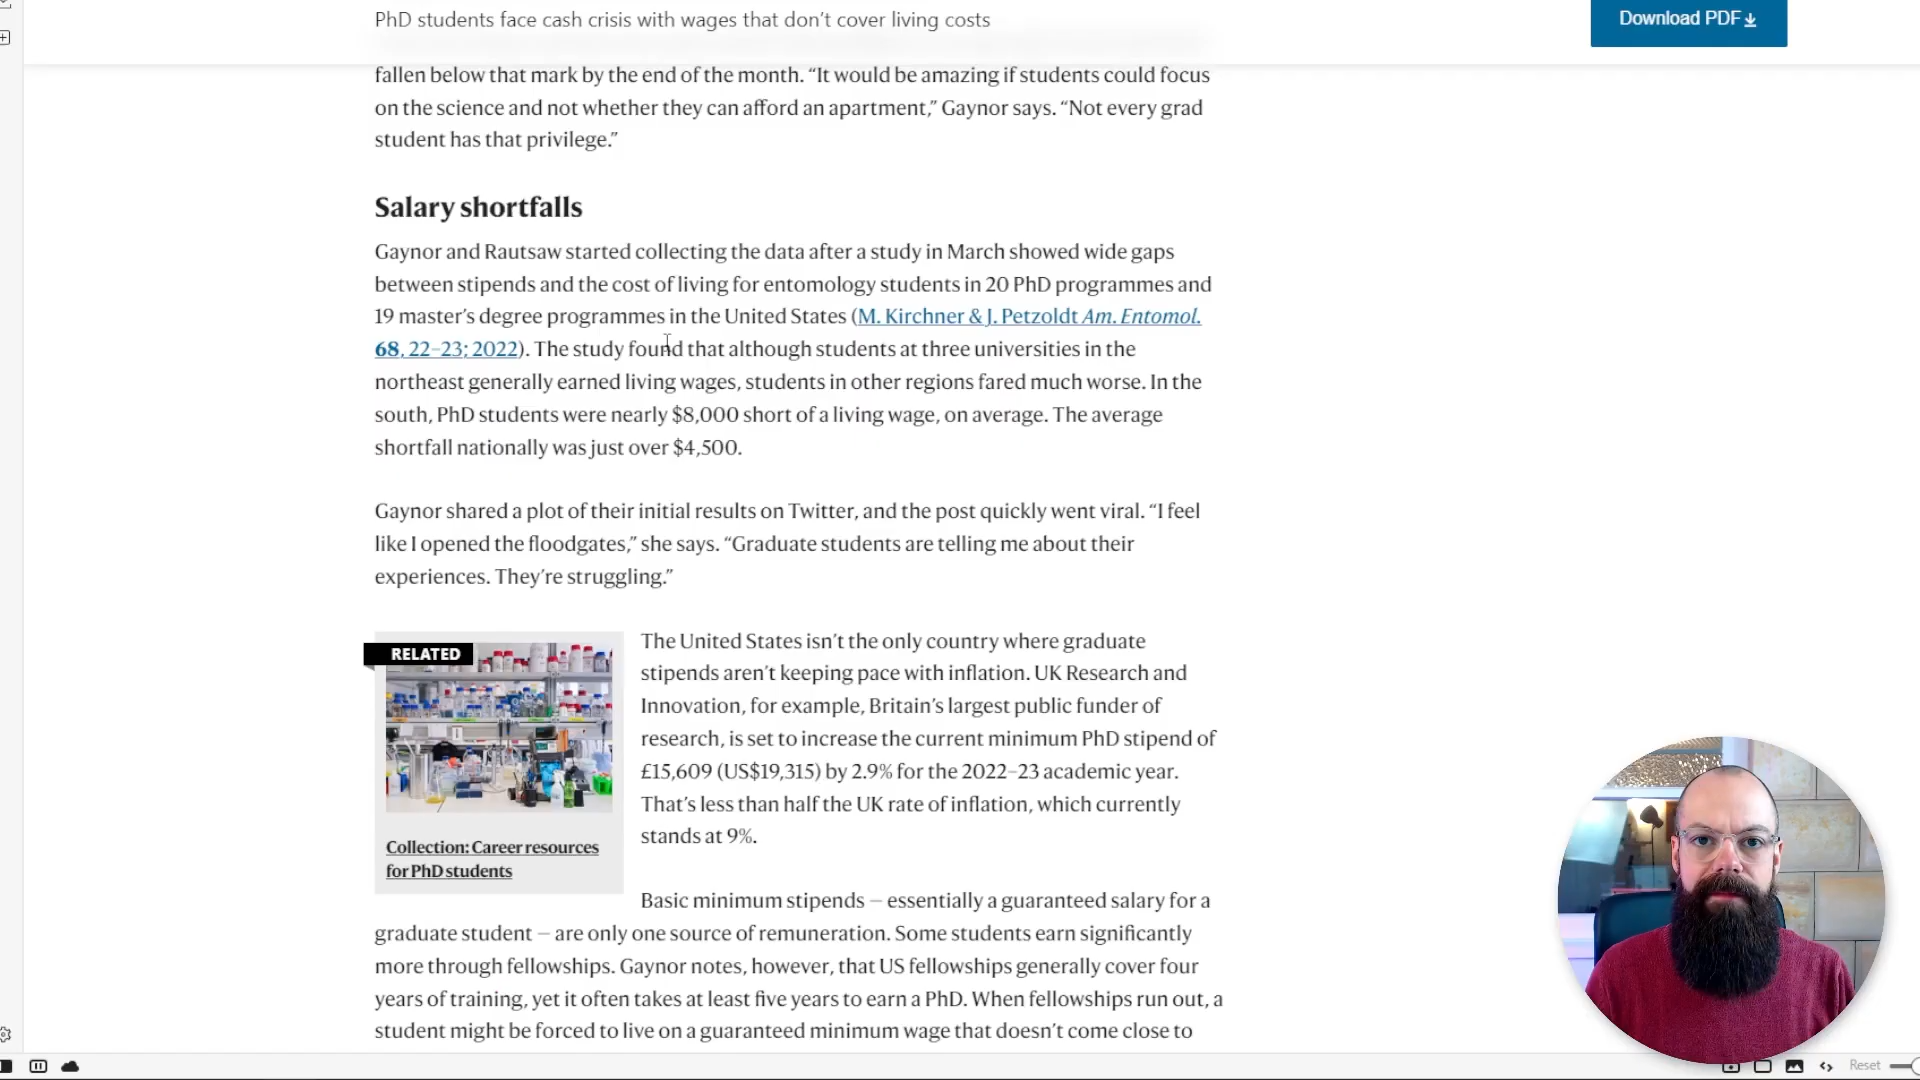 PhD students face cash crisis with wages that don’t cover living costs
Download PDF
fallen below that mark by the end of the month. “It would be amazing if students could focus
on the science and not whether they can afford an apartment,” Gaynor says. “Not every grad
student has that privilege.”
Salary shortfalls
Gaynor and Rautsaw started collecting the data after a study in March showed wide gaps
between stipends and the cost of living for entomology students in 20 PhD programmes and
19 master’s degree programmes in the United States (M. Kirchner & J. Petzoldt Am. Entomol.
68, 22–23; 2022). The study found that although students at three universities in the
northeast generally earned living wages, students in other regions fared much worse. In the
south, PhD students were nearly $8,000 short of a living wage, on average. The average
shortfall nationally was just over $4,500.
Gaynor shared a plot of their initial results on Twitter, and the post quickly went viral. “I feel
like I opened the floodgates,” she says. “Graduate students are telling me about their
experiences. They’re struggling.”
RELATED
Collection: Career resources
for PhD students
The United States isn’t the only country where graduate
stipends aren’t keeping pace with inflation. UK Research and
Innovation, for example, Britain’s largest public funder of
research, is set to increase the current minimum PhD stipend of
£15,609 (US$19,315) by 2.9% for the 2022–23 academic year.
That’s less than half the UK rate of inflation, which currently
stands at 9%.
Basic minimum stipends — essentially a guaranteed salary for a
graduate student — are only one source of remuneration. Some students earn significantly
more through fellowships. Gaynor notes, however, that US fellowships generally cover four
years of training, yet it often takes at least five years to earn a PhD. When fellowships run out, a
student might be forced to live on a guaranteed minimum wage that doesn’t come close to
Reset